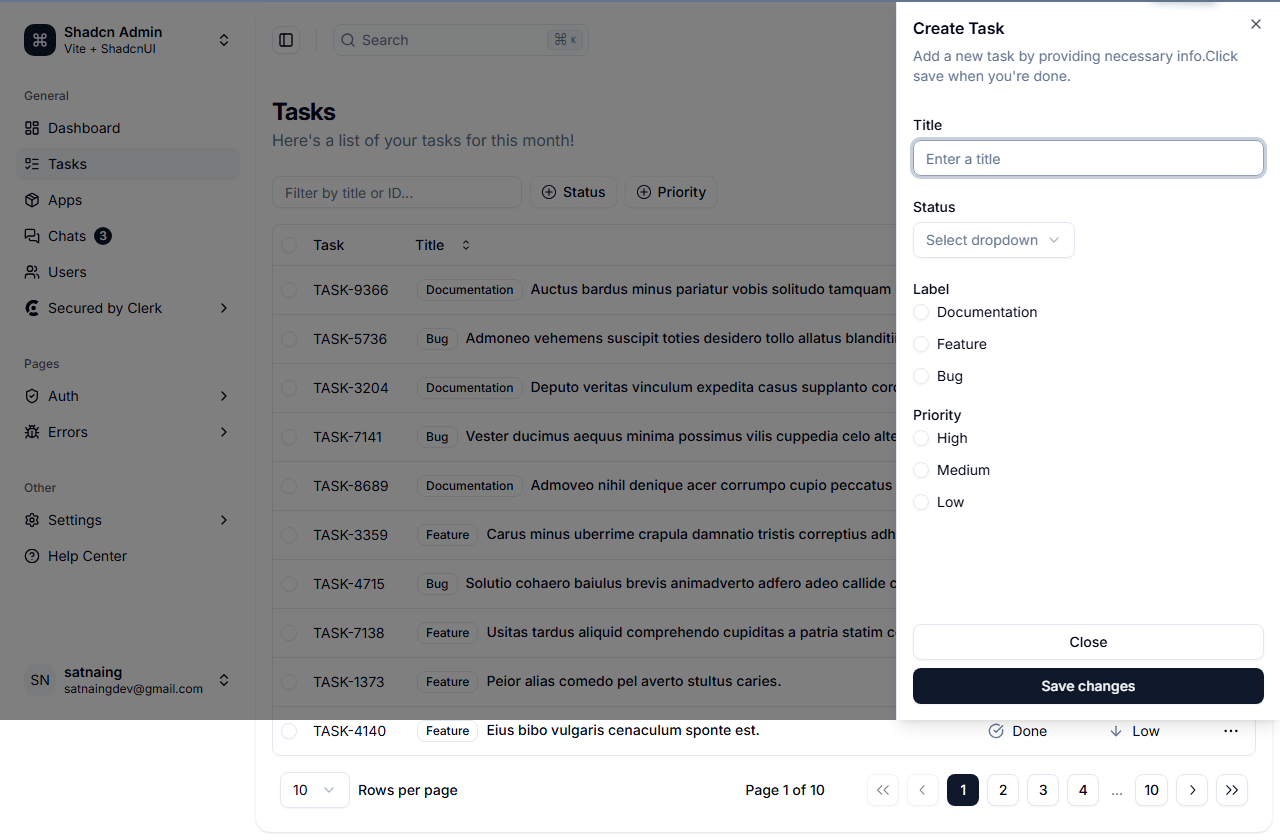 Shadcn Admin
Vite + ShadcnUI
General
Dashboard
Tasks
Apps
Chats 3
Users
Secured by Clerk
Pages
Auth
Errors
Other
Settings
Help Center
SN
satnaing
satnaingdev@gmail.com
Search ⌘ K
Tasks
Here's a list of your tasks for this month!
Filter by title or ID... Status Priority
Task Title
TASK-9366 Documentation Auctus bardus minus pariatur vobis solitudo tamquam
TASK-5736 Bug Admoneo vehemens suscipit toties desidero tollo allatus
TASK-3204 Documentation Deputo veritas vinculum expedita casus supplanto
TASK-7141 Bug Vester ducimus aequus minima possimus vilis cuppedia celo
TASK-8689 Documentation Admoveo nihil denique acer corrumpo cupio peccatus
TASK-3359 Feature Carus minus uberrime crapula damnatio tristis correptius
TASK-4715 Bug Solutio cohaero baiulus brevis animadverto adfero adeo callide
TASK-7138 Feature Usitas tardus aliquid comprehendo cupiditas a patria statim
TASK-1373 Feature Peior alias comedo pel averto stultus caries.
TASK-4140 Feature Eius bibo vulgaris cenaculum sponte est. Done Low ...
10 Rows per page Page 1 of 10 1 2 3 4 ... 10
Create Task
Add a new task by providing necessary info.Click
save when you're done.
Title
Enter a title
Status
Select dropdown
Label
Documentation
Feature
Bug
Priority
High
Medium
Low
Close
Save changes